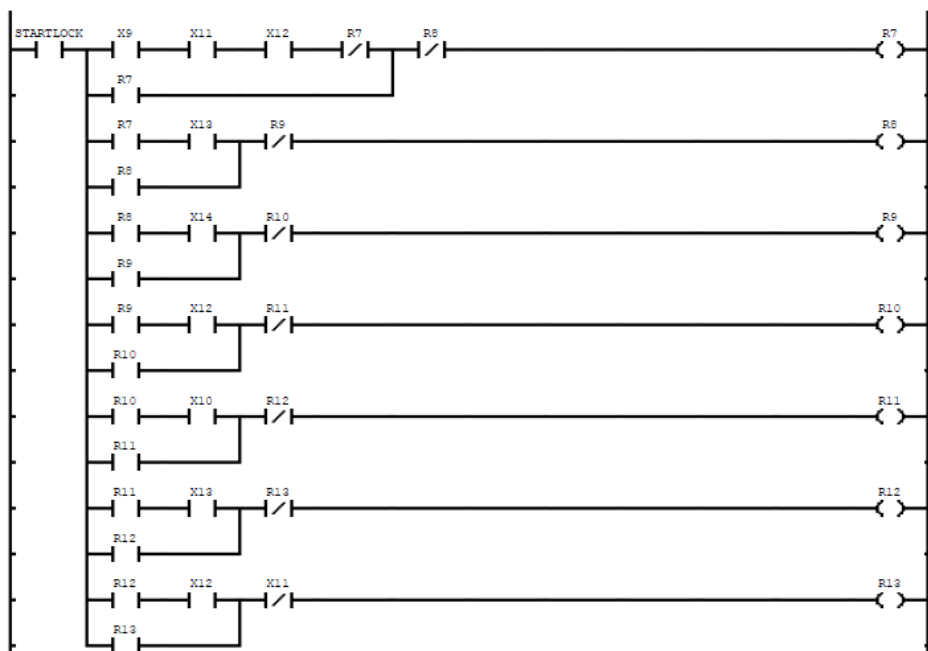 STARTLOCK X9 X11 X12 R7 R8 R7
R7
R7 X13 R9 R8
R8
R8 X14 R10 R9
R9
R9 X12 R11 R10
R10
R10 X10 R12 R11
R11
R11 X13 R13 R12
R12
R12 X12 X11 R13
R13